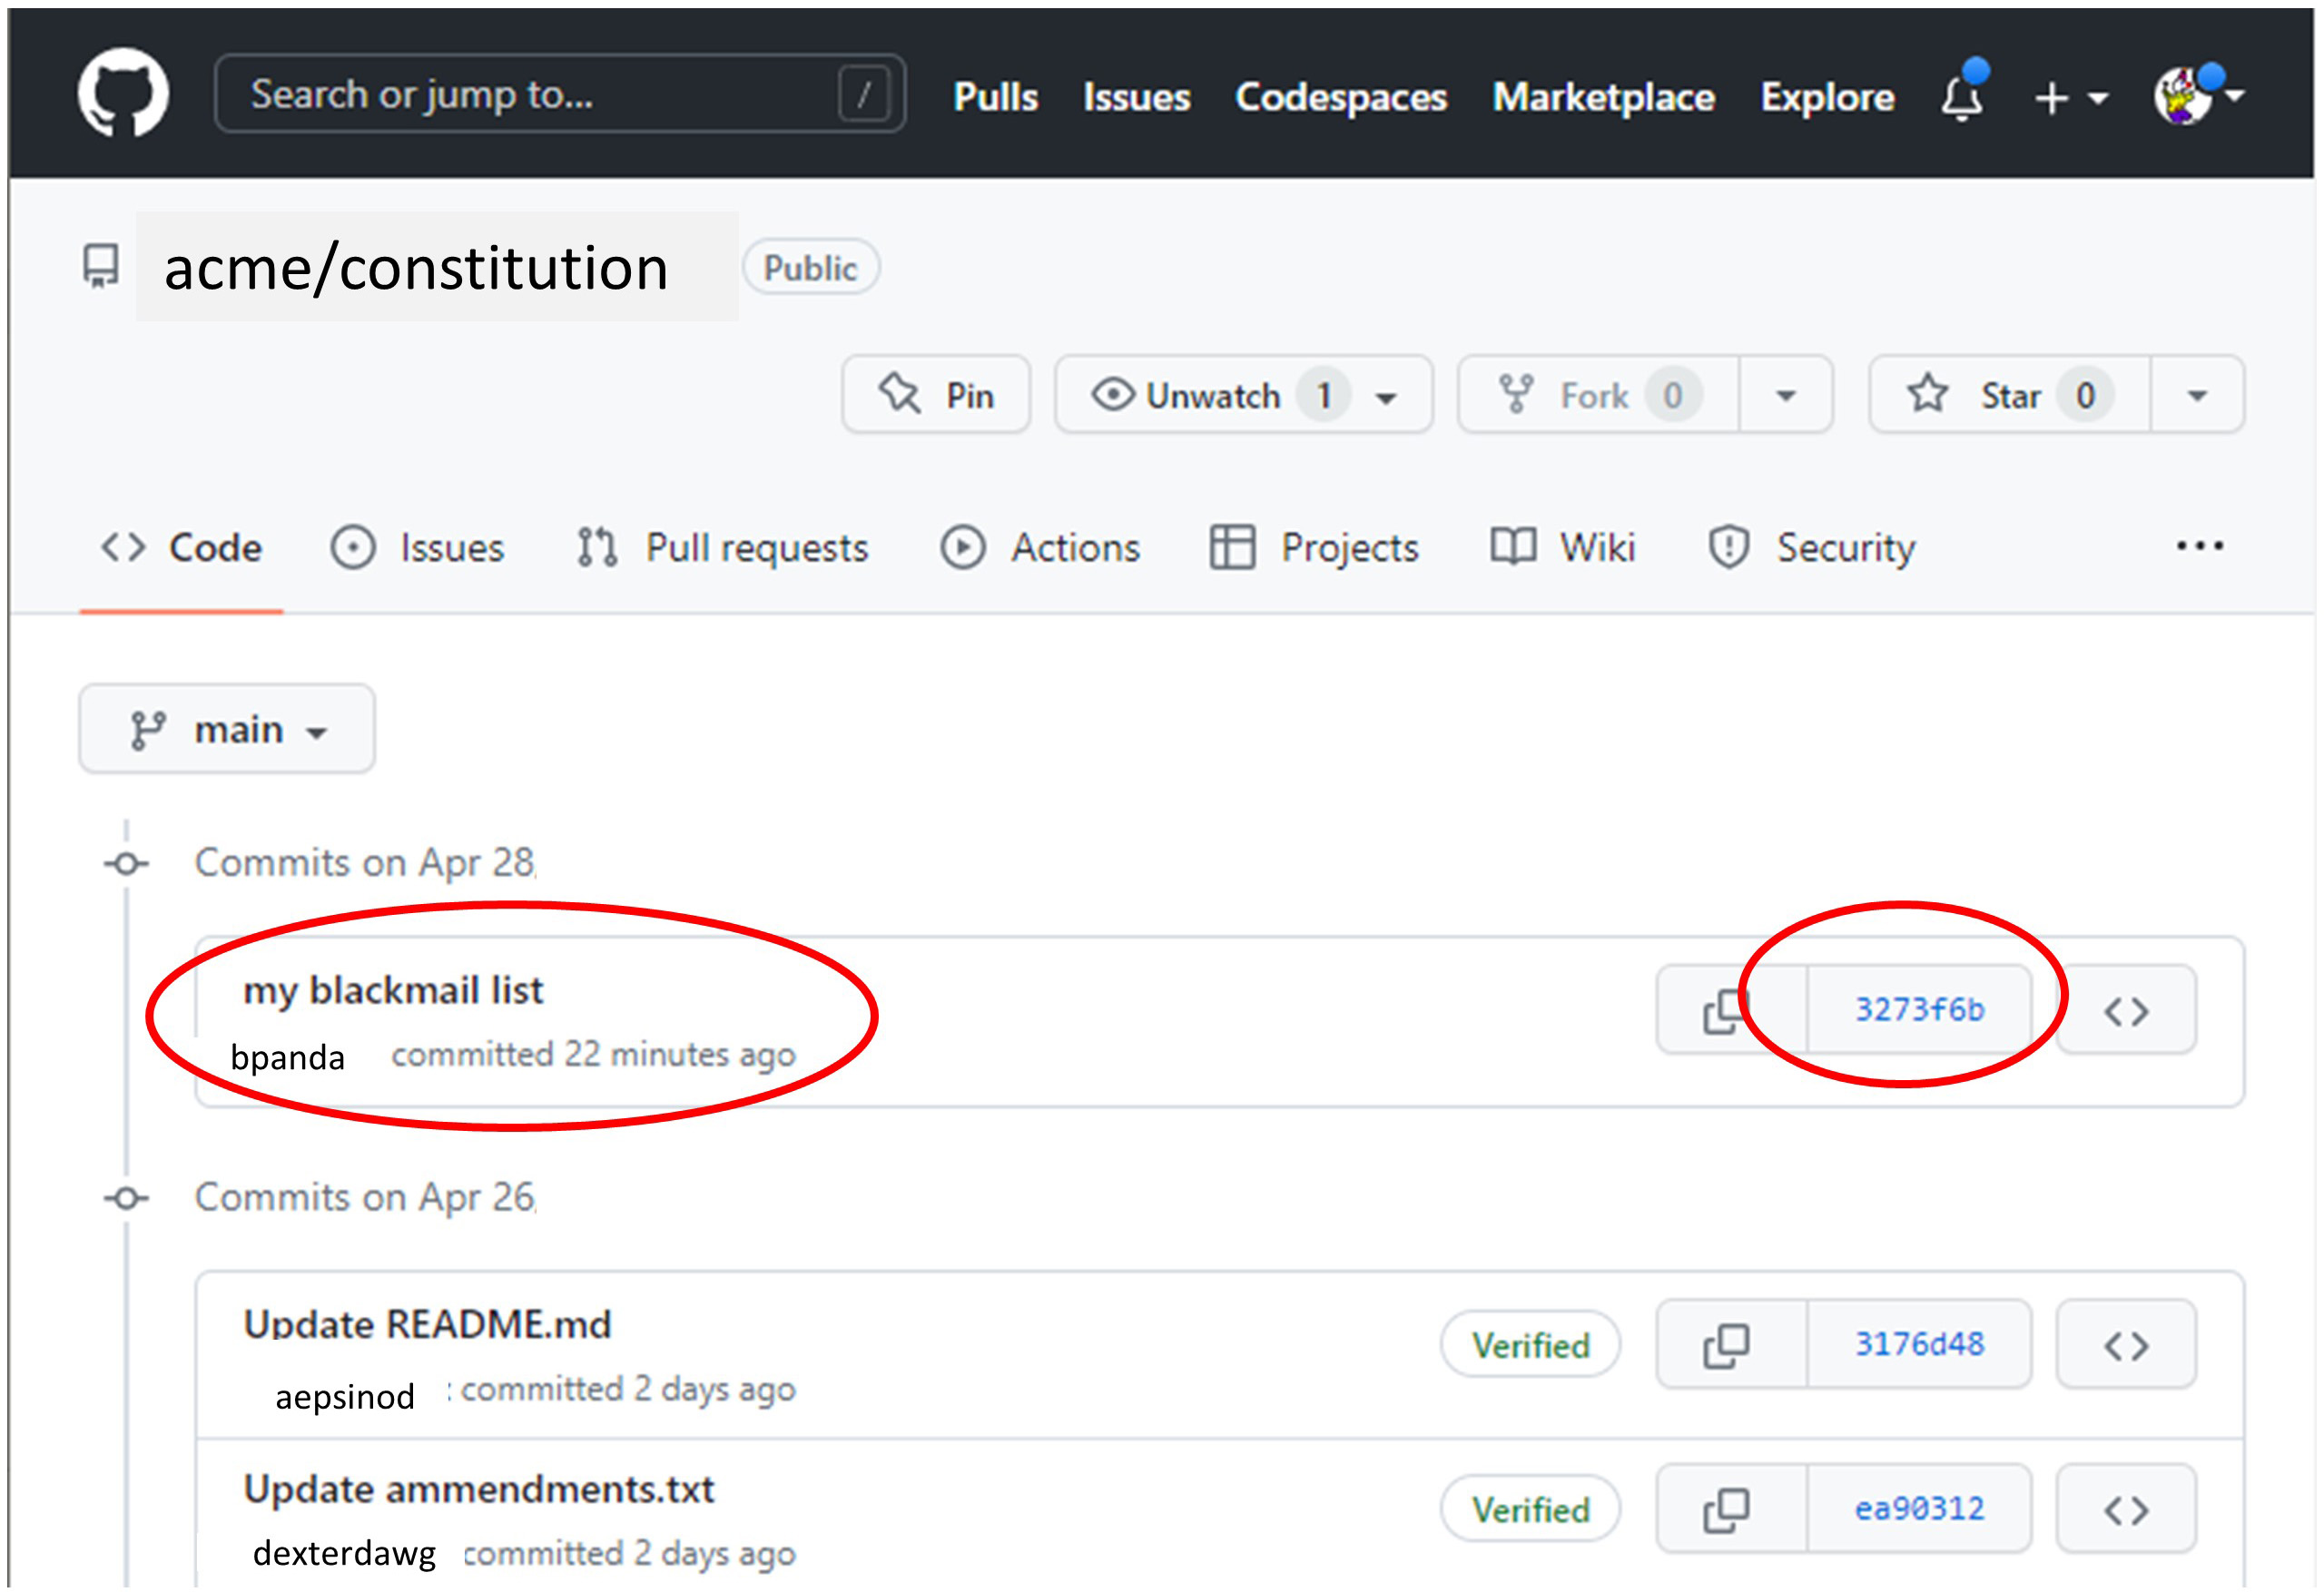 Search or jump to... / Pulls Issues Codespaces Marketplace Explore
acme/constitution Public
Pin Unwatch 1 Fork 0 Star 0
Code Issues Pull requests Actions Projects Wiki Security
main
Commits on Apr 28,
my blackmail list
3273f6b
bpanda committed 22 minutes ago
Commits on Apr 26,
Update README.md
Verified 3176d48
aepsinod committed 2 days ago
Update ammendments.txt
Verified ea90312
dexterdawg committed 2 days ago